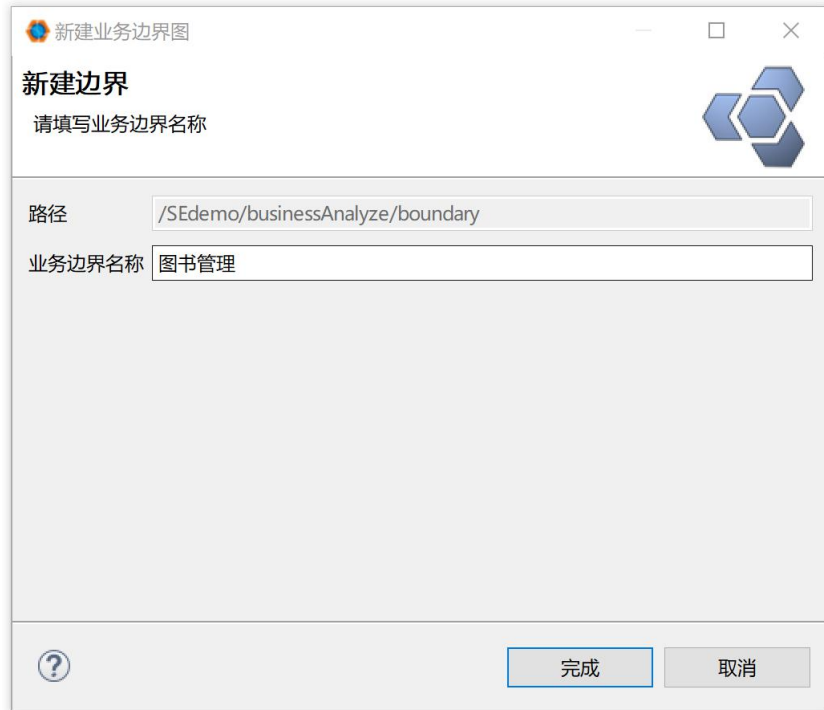 新建业务边界图
新建边界
请填写业务边界名称
路径 /SEdemo/businessAnalyze/boundary
业务边界名称 图书管理
?
完成 取消